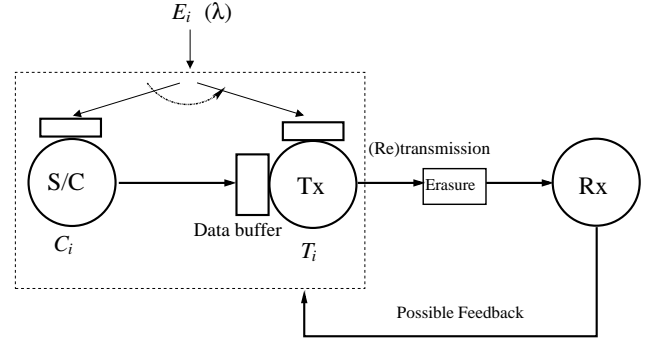 E_i (λ)
S/C
C_i
Data buffer
Tx
T_i
(Re)transmission
Erasure
Rx
Possible Feedback